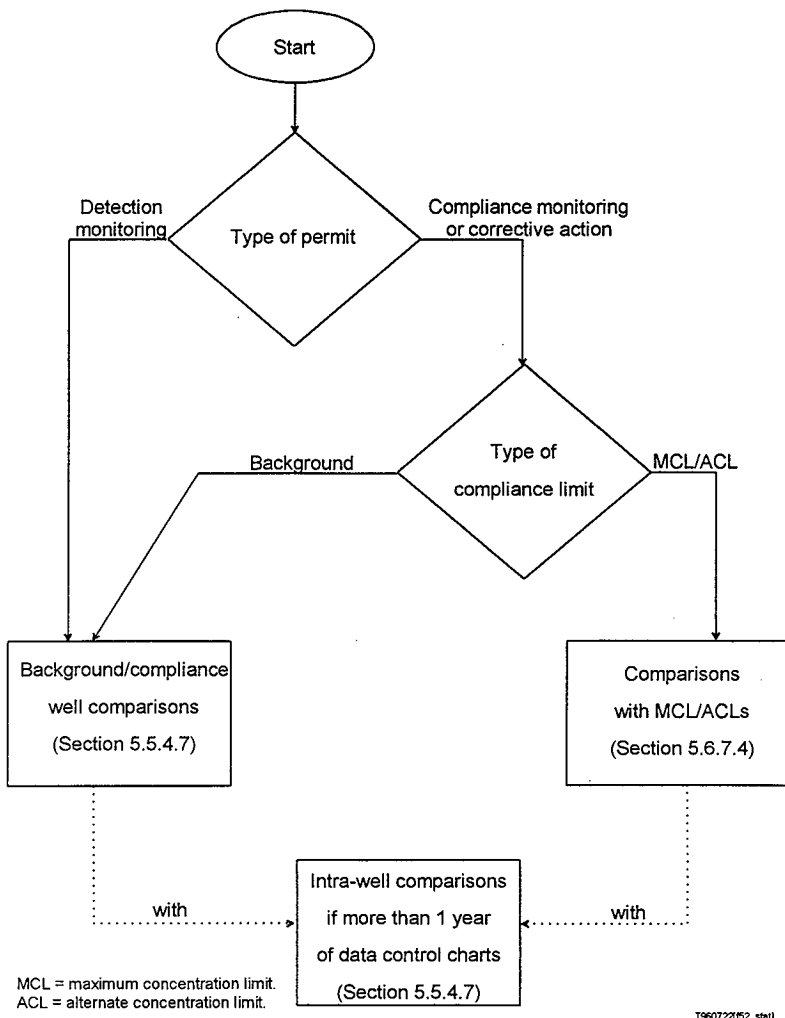 Start
Detection
monitoring
Type of permit
Compliance monitoring
or corrective action
Background
Type of
compliance limit
MCL/ACL
Background/compliance
well comparisons
(Section 5.5.4.7)
Comparisons
with MCL/ACLs
(Section 5.6.7.4)
with
Intra-well comparisons
if more than 1 year
of data control charts
(Section 5.5.4.7)
with
MCL = maximum concentration limit.
ACL = alternate concentration limit.